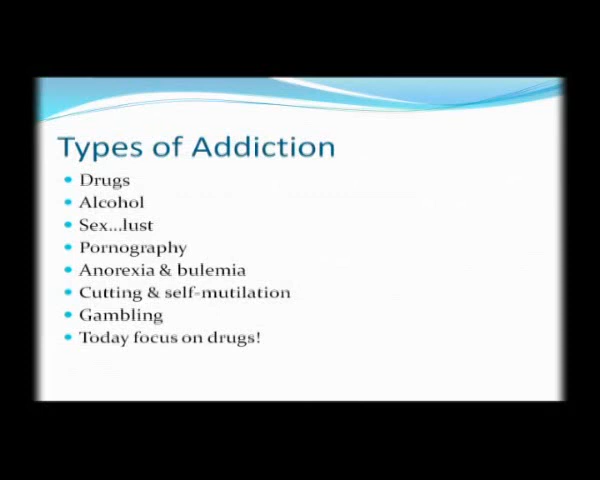 Types of Addiction
• Drugs
• Alcohol
• Sex...lust
• Pornography
• Anorexia & bulemia
• Cutting & self-mutilation
• Gambling
• Today focus on drugs!